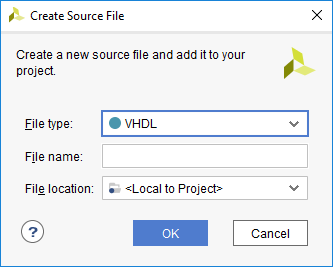 Create Source File
Create a new source file and add it to your
project.
File type: VHDL
File name:
File location: <Local to Project>
? OK Cancel